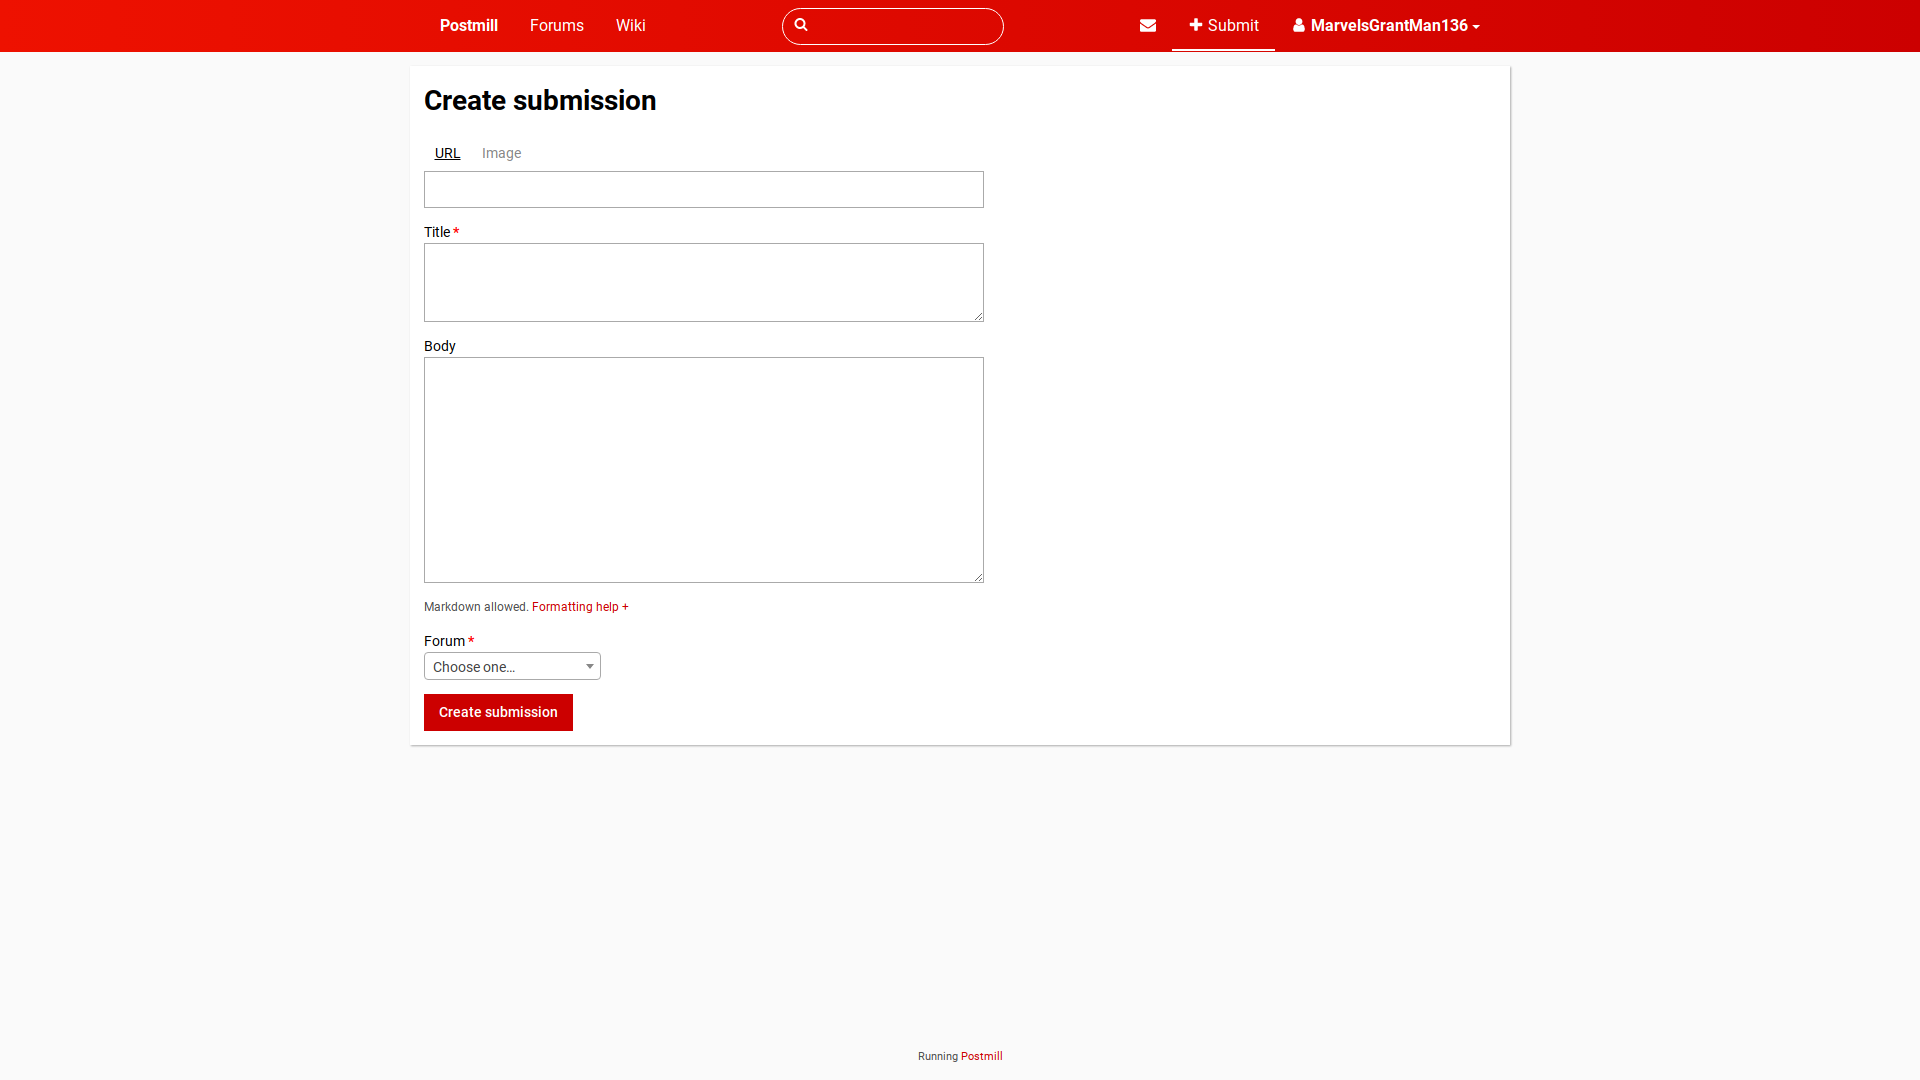 Postmill Forums Wiki Submit MarvelsGrantMan136
Create submission
URL Image
Title *
Body
Markdown allowed. Formatting help +
Forum *
Choose one...
Create submission
Running Postmill